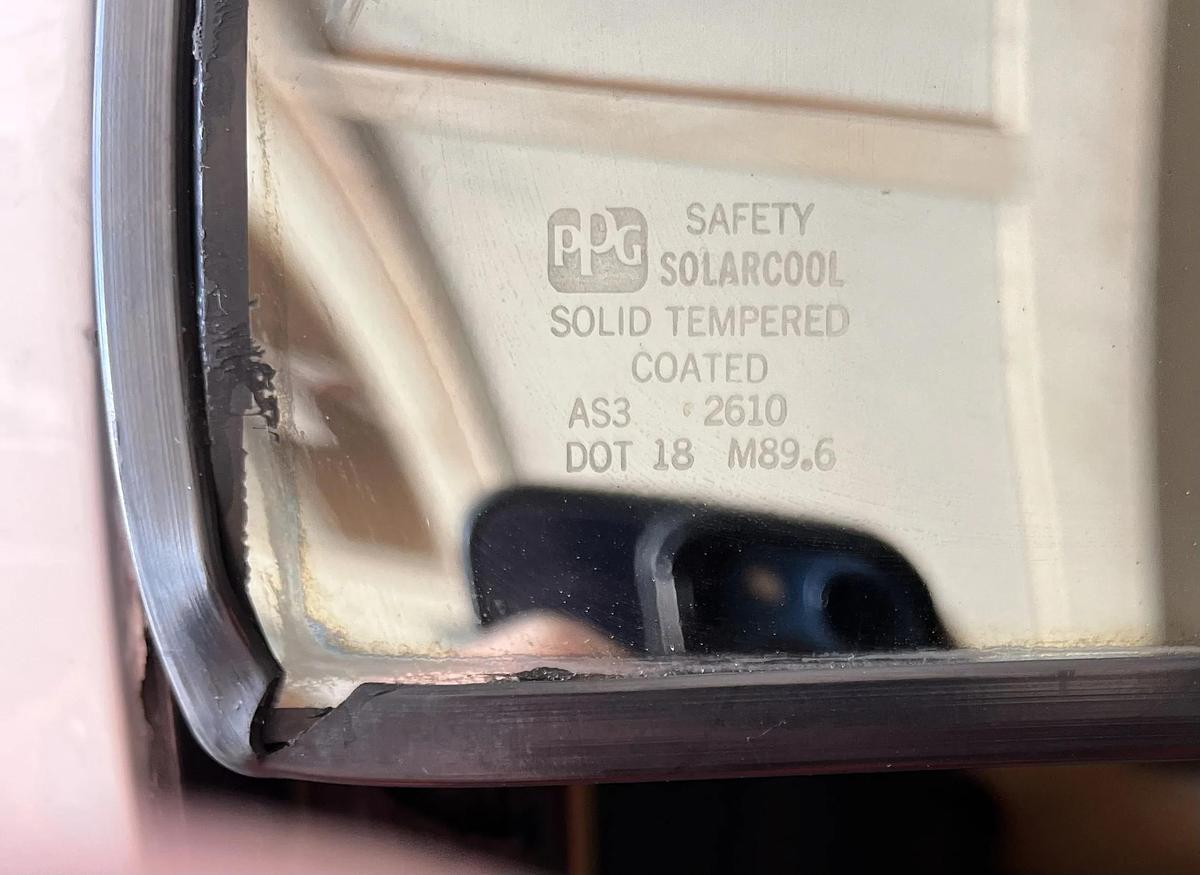 PPG SAFETY
SOLARCOOL
SOLID TEMPERED
COATED
AS3 2610
DOT 18 M89.6